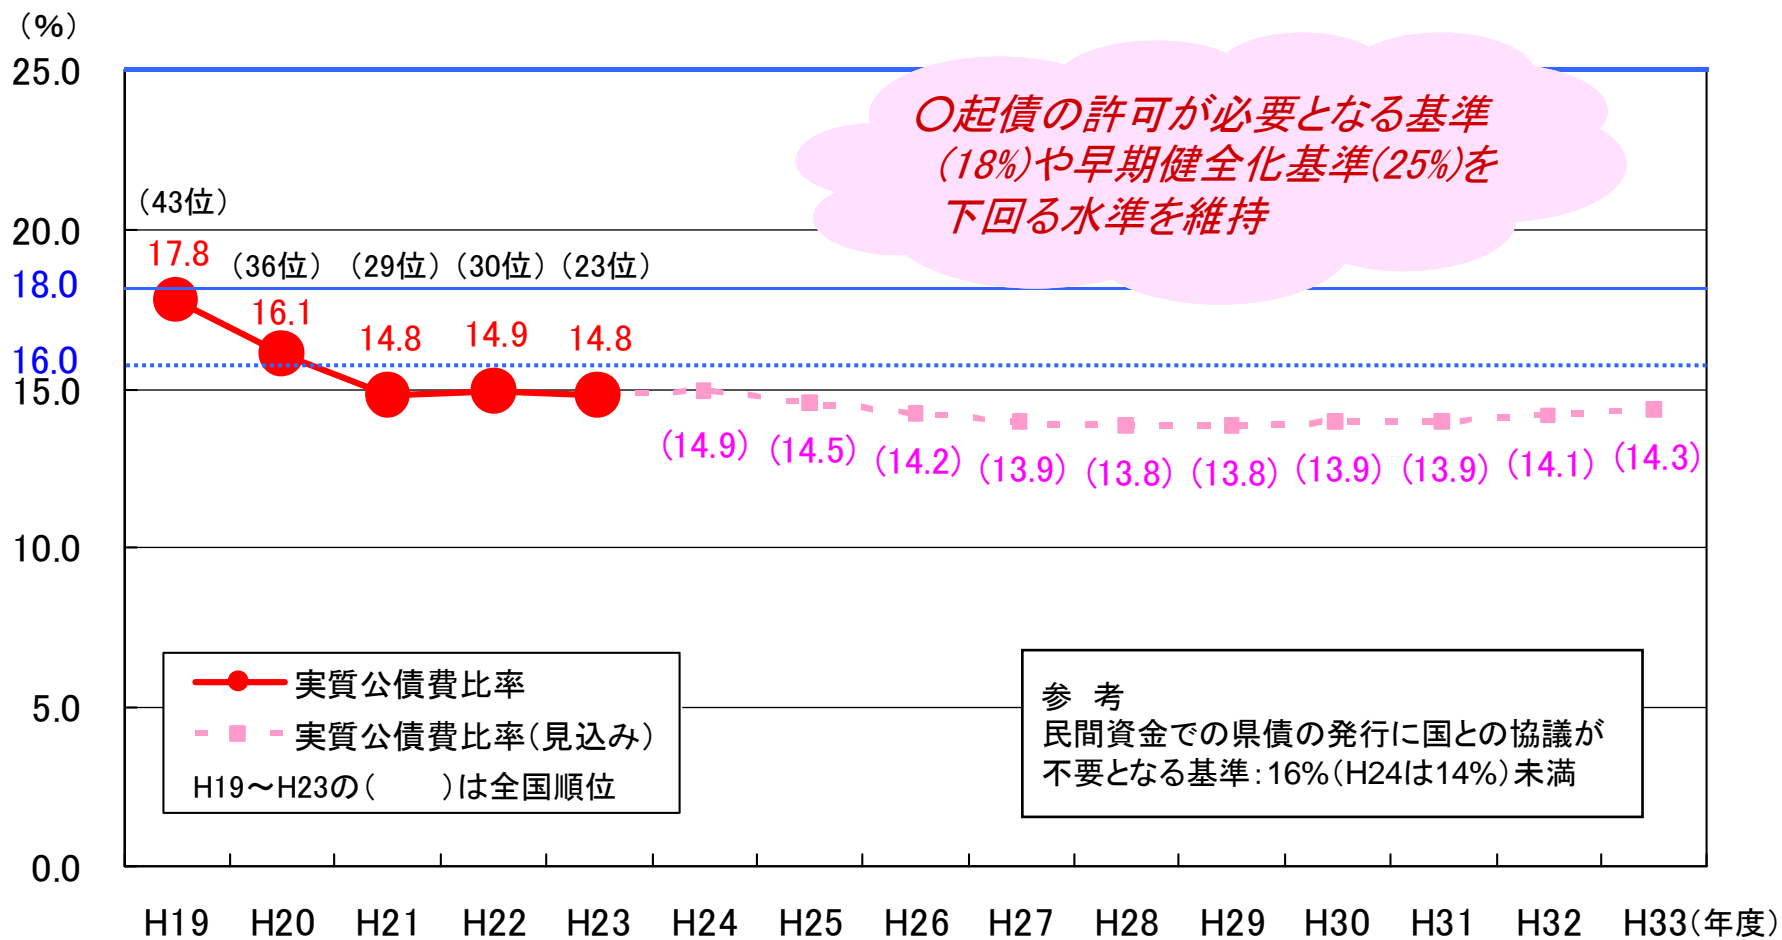 (%)
25.0
20.0
18.0
16.0
15.0
10.0
5.0
0.0
○起債の許可が必要となる基準
(18%)や早期健全化基準(25%)を
下回る水準を維持
(43位)
(36位)
(29位)
(30位)
(23位)
17.8
16.1
14.8
14.9
14.8
(14.9)
(14.5)
(14.2)
(13.9)
(13.8)
(13.8)
(13.9)
(13.9)
(14.1)
(14.3)
実質公債費比率
実質公債費比率(見込み)
H19～H23の(　　)は全国順位
参 考
民間資金での県債の発行に国との協議が
不要となる基準:16%(H24は14%)未満
H19 H20 H21 H22 H23 H24 H25 H26 H27 H28 H29 H30 H31 H32 H33(年度)